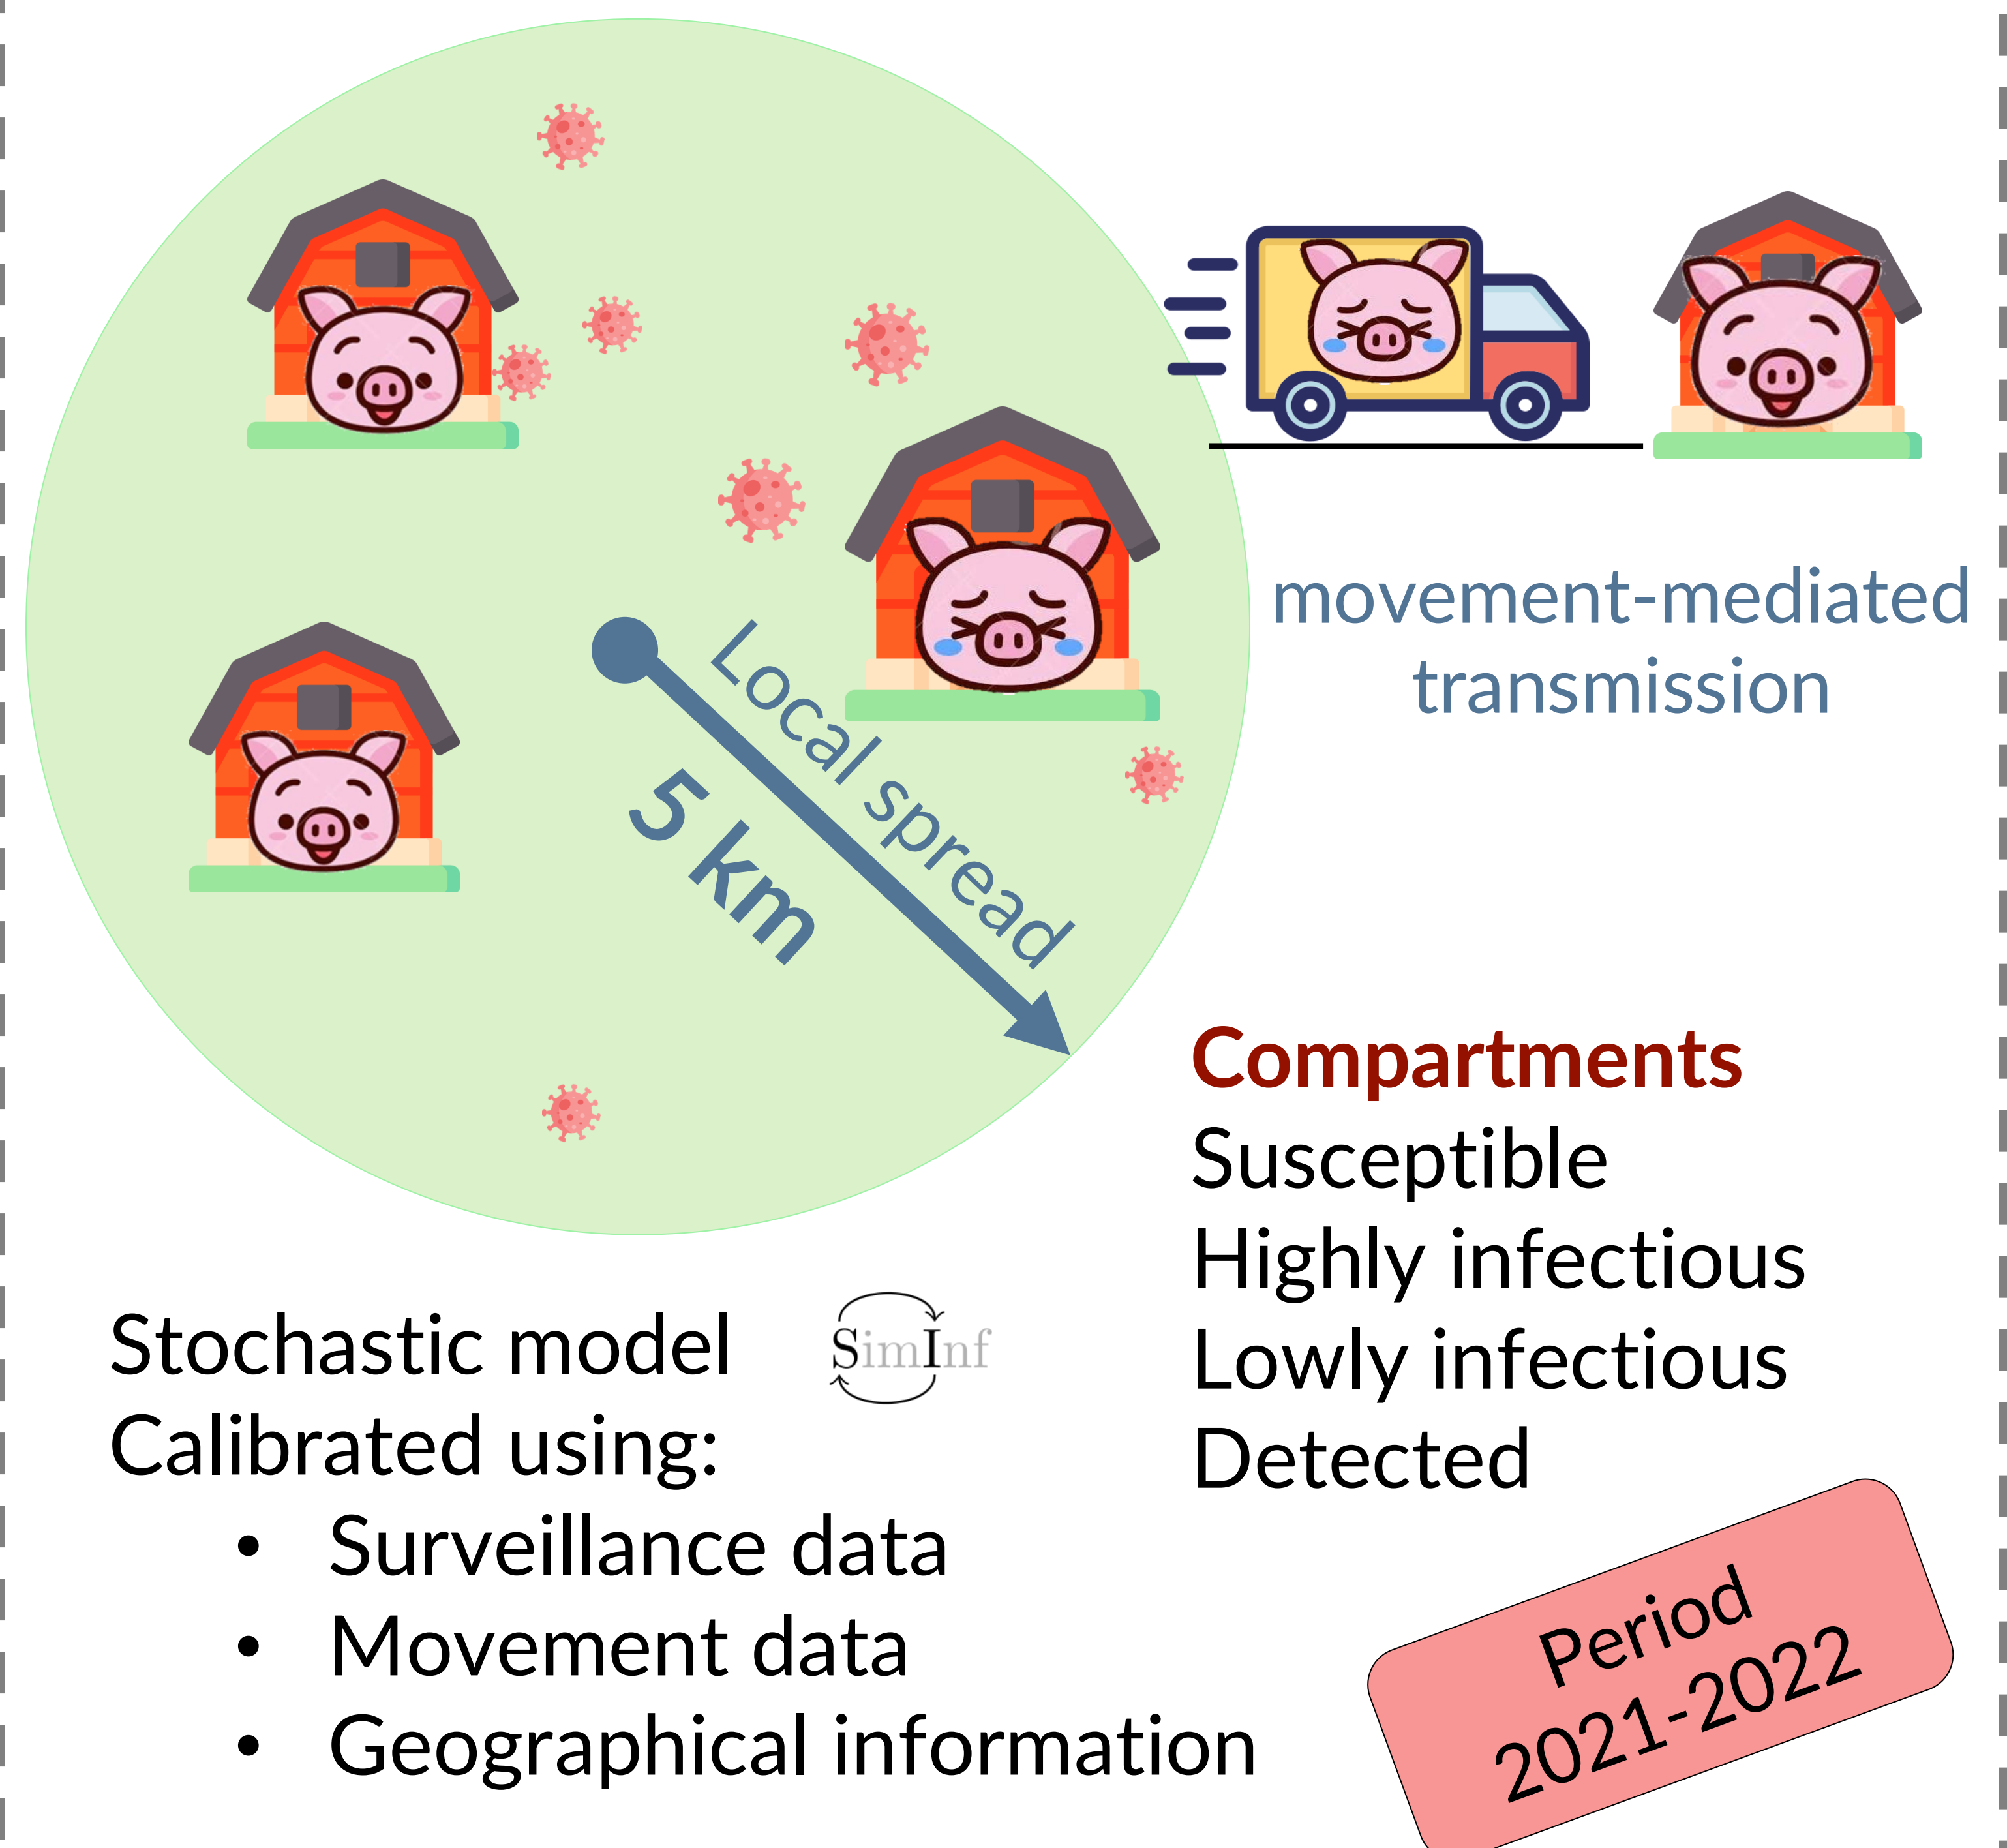 movement-mediated
transmission
Local spread
5 km
Compartments
Susceptible
Highly infectious
Lowly infectious
Detected
Stochastic model
SimInf
Calibrated using:
• Surveillance data
• Movement data
• Geographical information
Period
2021-2022